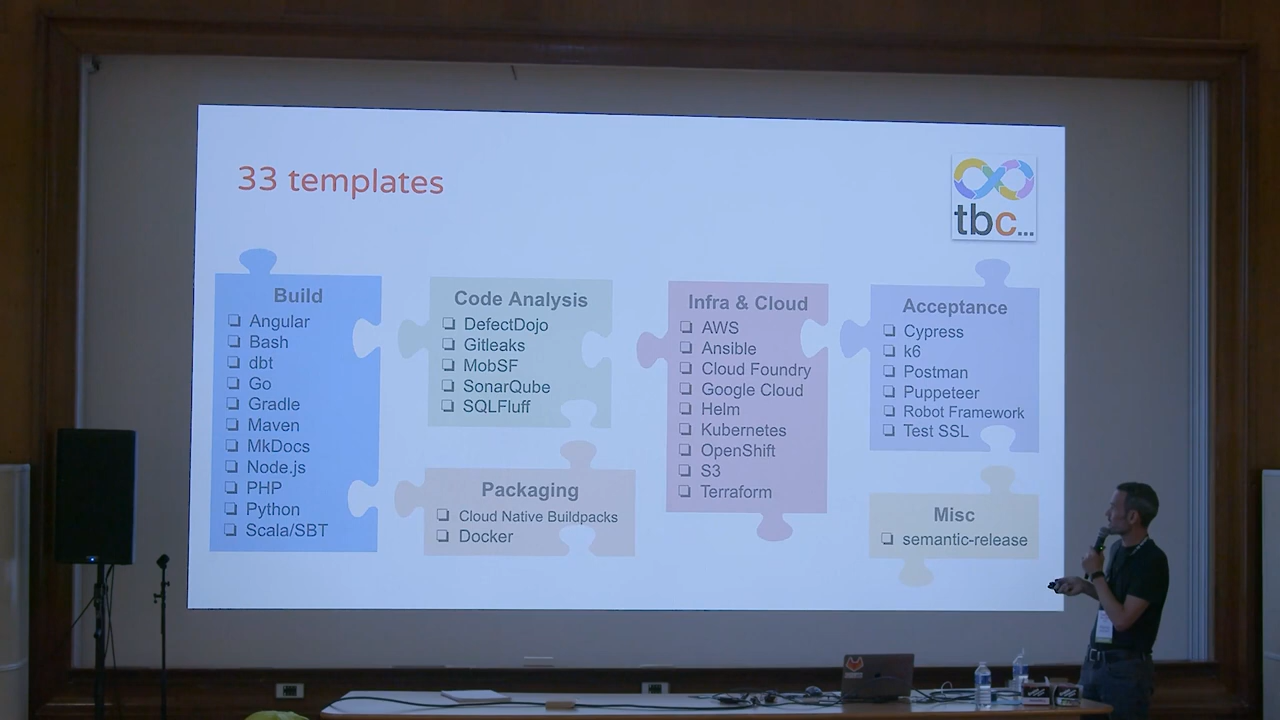 33 templates
tbc...
Build
❏ Angular
❏ Bash
❏ dbt
❏ Go
❏ Gradle
❏ Maven
❏ MkDocs
❏ Node.js
❏ PHP
❏ Python
❏ Scala/SBT
Code Analysis
❏ DefectDojo
❏ Gitleaks
❏ MobSF
❏ SonarQube
❏ SQLFluff
Packaging
❏ Cloud Native Buildpacks
❏ Docker
Infra & Cloud
❏ AWS
❏ Ansible
❏ Cloud Foundry
❏ Google Cloud
❏ Helm
❏ Kubernetes
❏ OpenShift
❏ S3
❏ Terraform
Acceptance
❏ Cypress
❏ k6
❏ Postman
❏ Puppeteer
❏ Robot Framework
❏ Test SSL
Misc
❏ semantic-release